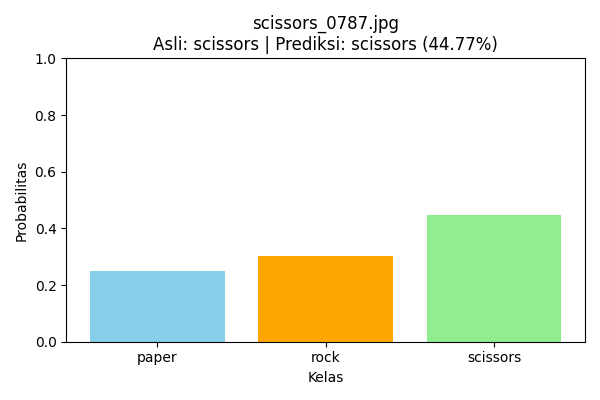 scissors_0787.jpg
Asli: scissors | Prediksi: scissors (44.77%)
1.0
0.8
0.6
0.4
0.2
0.0
Probabilitas
paper rock scissors
Kelas